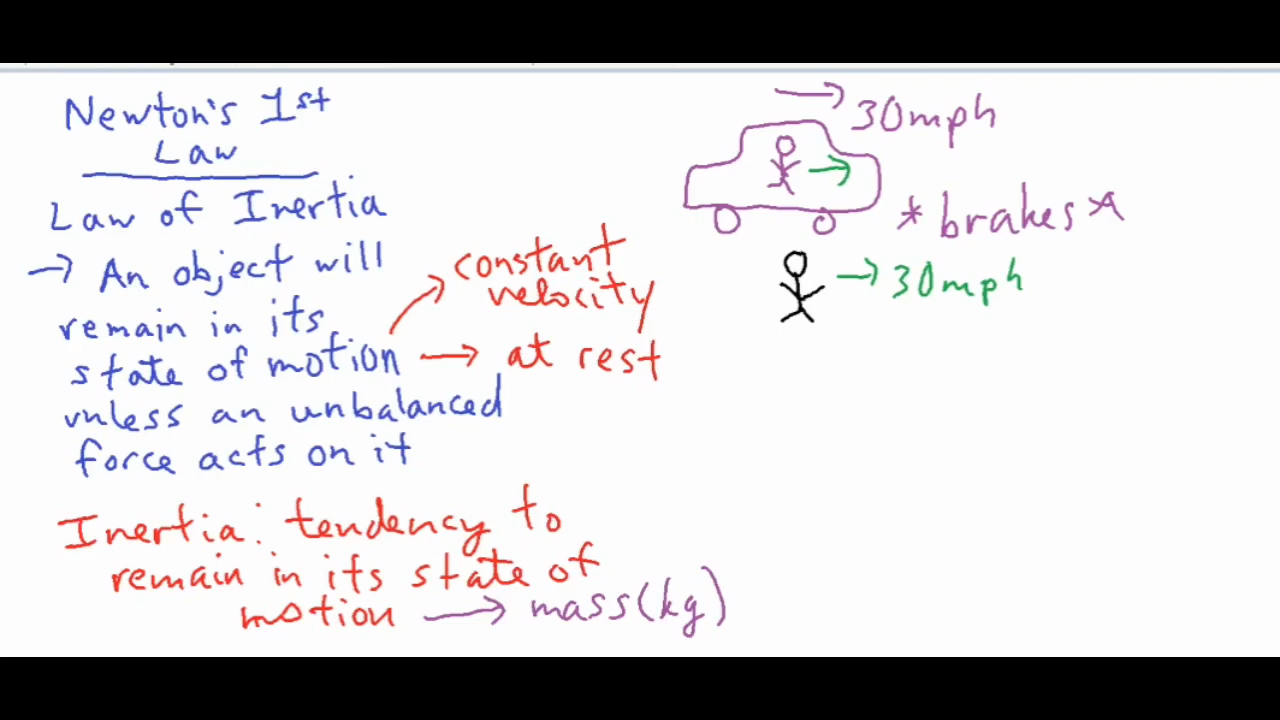 Newton's 1st
Law
Law of Inertia
→ An object will
remain in its
state of motion → at rest
constant
velocity
unless an unbalanced
force acts on it
Inertia: tendency to
remain in its state of
motion → mass (kg)
→ 30mph
→
* brakes *
→ 30mph